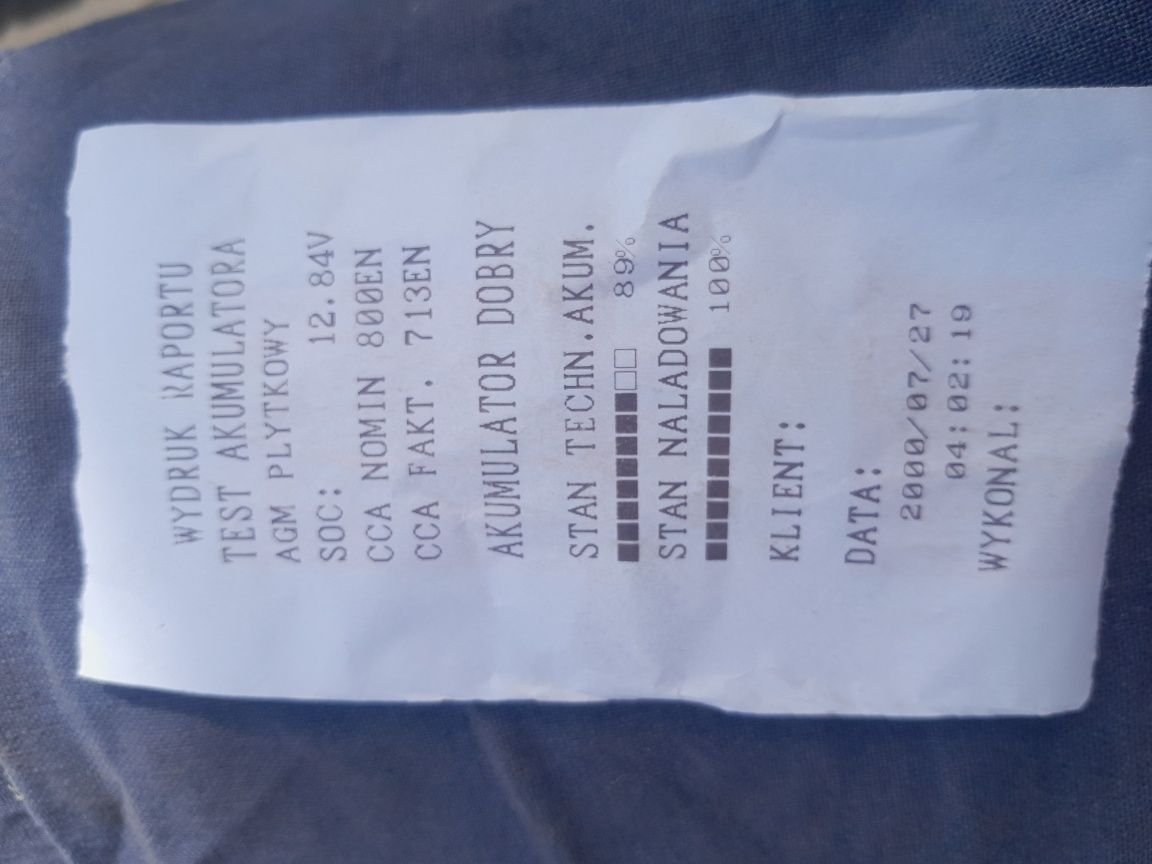 WYDRUK RAPORTU
TEST AKUMULATORA
AGM PLYTKOWY
SOC: 12.84V
CCA NOMIN 800EN
CCA FAKT. 713EN
AKUMULATOR DOBRY
STAN TECHN.AKUM.
89%
STAN NALADOWANIA
100%
KLIENT:
DATA:
2000/07/27
04:02:19
WYKONAL: